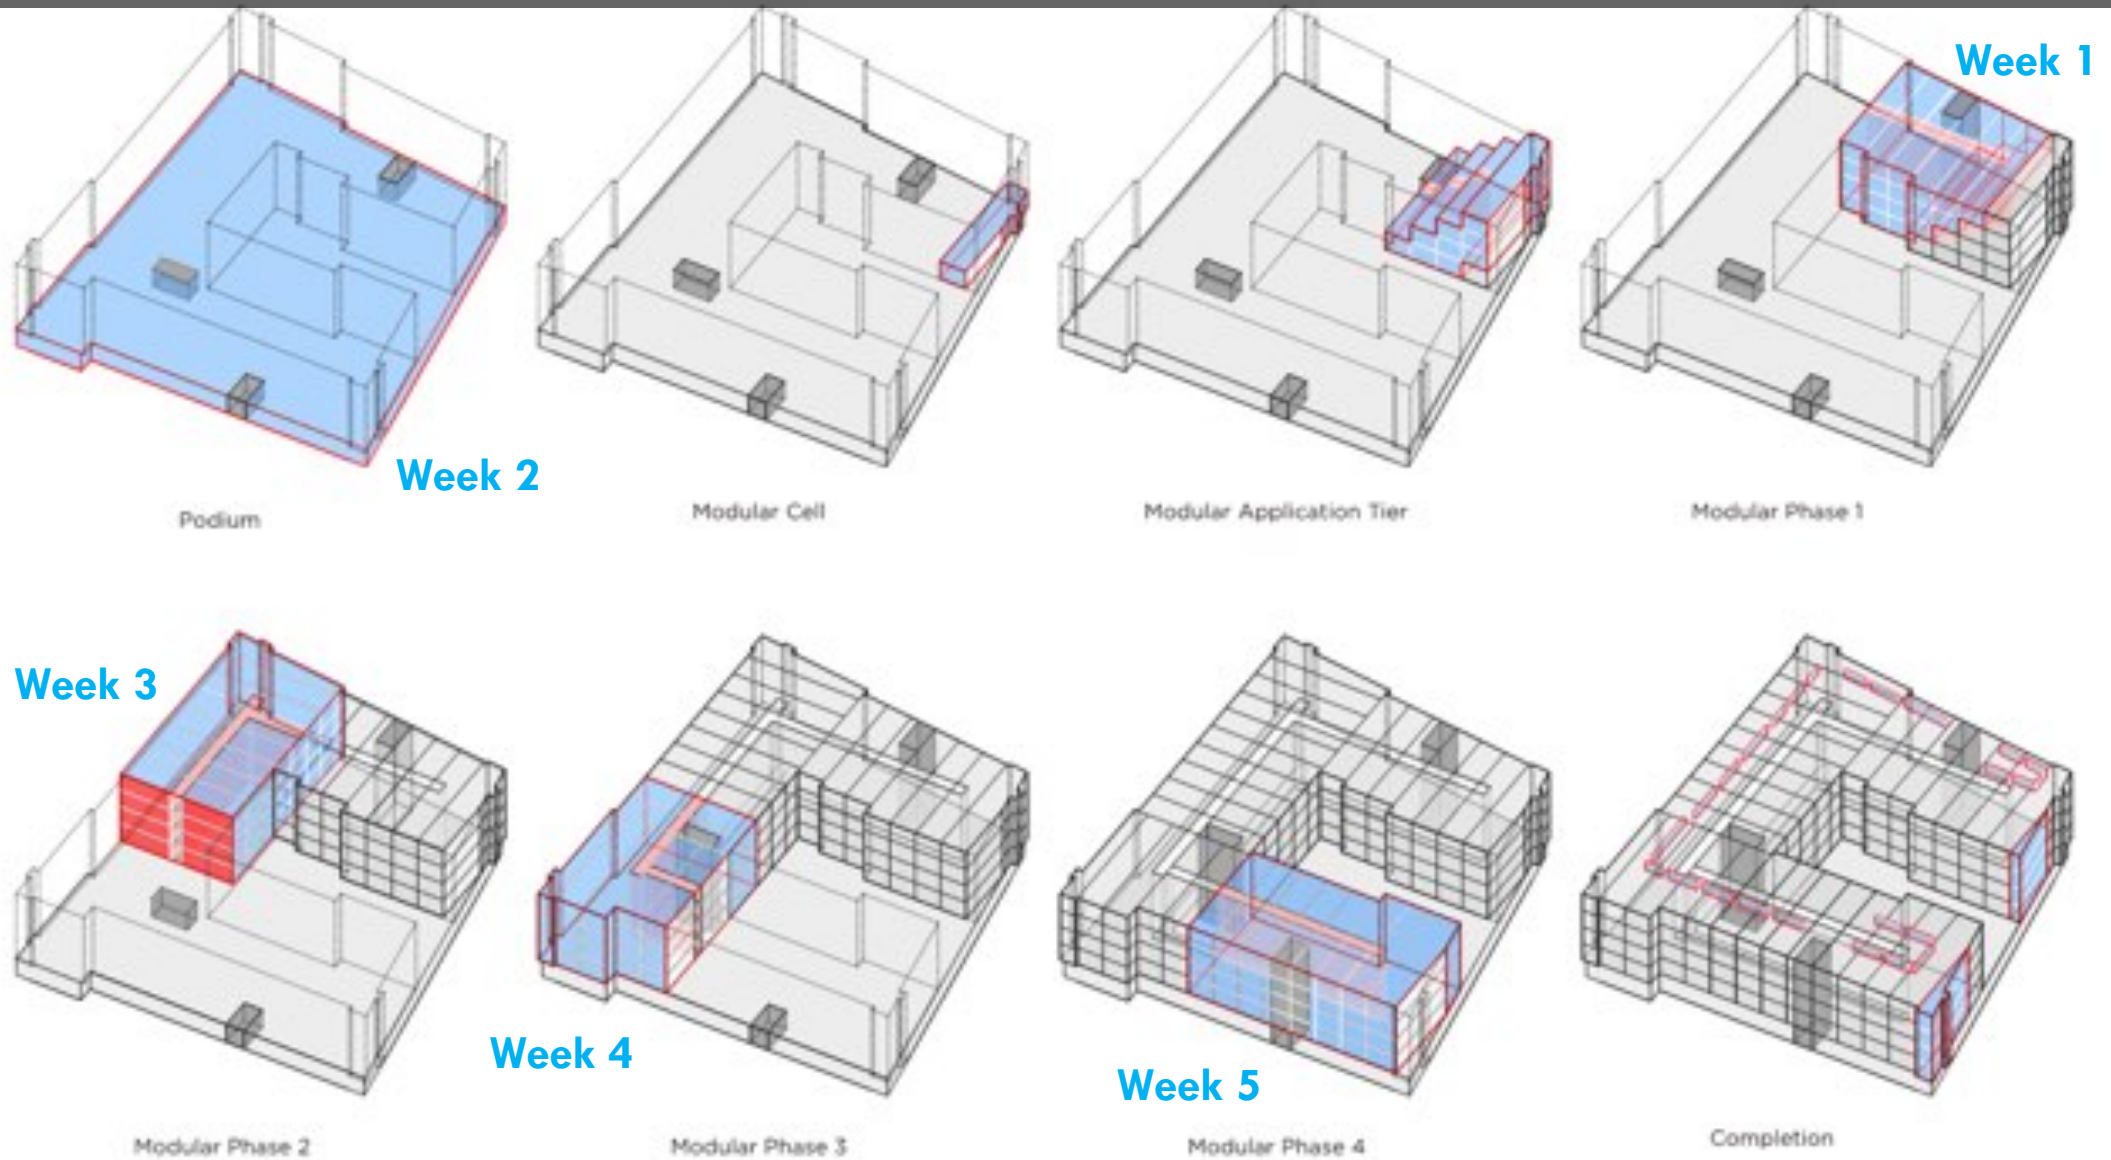 Week 1
Week 2
Podium
Modular Cell
Modular Application Tier
Modular Phase 1
Week 3
Week 4
Week 5
Modular Phase 2
Modular Phase 3
Modular Phase 4
Completion